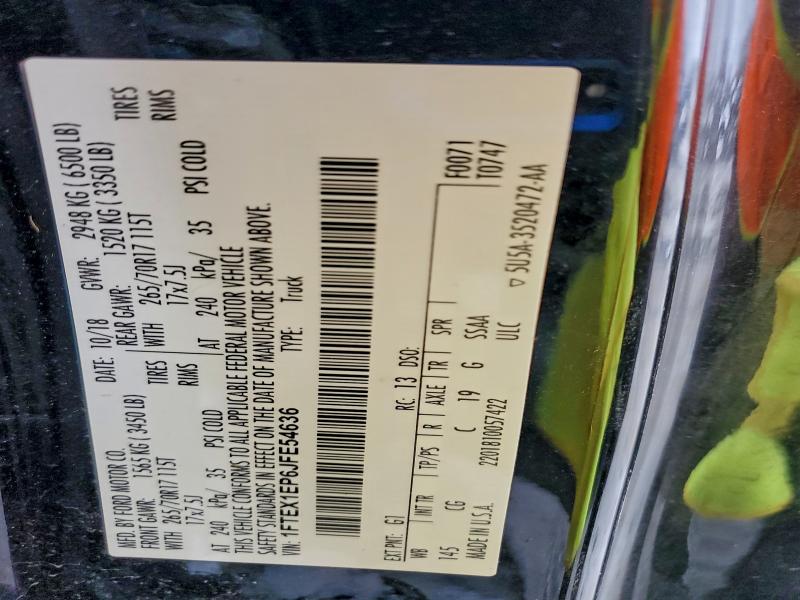 MFD. BY FORD MOTOR CO. DATE: 10/18 GVWR: 2948 KG ( 6500 LB)
FRONT GAWR: 1565 KG (3450 LB) REAR GAWR: 1520 KG ( 3350 LB)
WITH 265/70R17 115T TIRES WITH 265/70R17 115T TIRES
17x7.5J RIMS 17x7.5J RIMS
AT 240 kPa/ 35 PSI COLD AT 240 kPa/ 35 PSI COLD
THIS VEHICLE CONFORMS TO ALL APPLICABLE FEDERAL MOTOR VEHICLE
SAFETY STANDARDS IN EFFECT ON THE DATE OF MANUFACTURE SHOWN ABOVE.
VIN: 1FTEX1EP6JFE54636 TYPE: Truck
EXT PNT: G1 RC: 13 DSO: F0071
WB INT TR TP/PS R AXLE TR SPR T0747
145 CG C 19 G SSAA
MADE IN U.S.A. 2201810057422 ULC
▽ 5U5A-3520472-AA